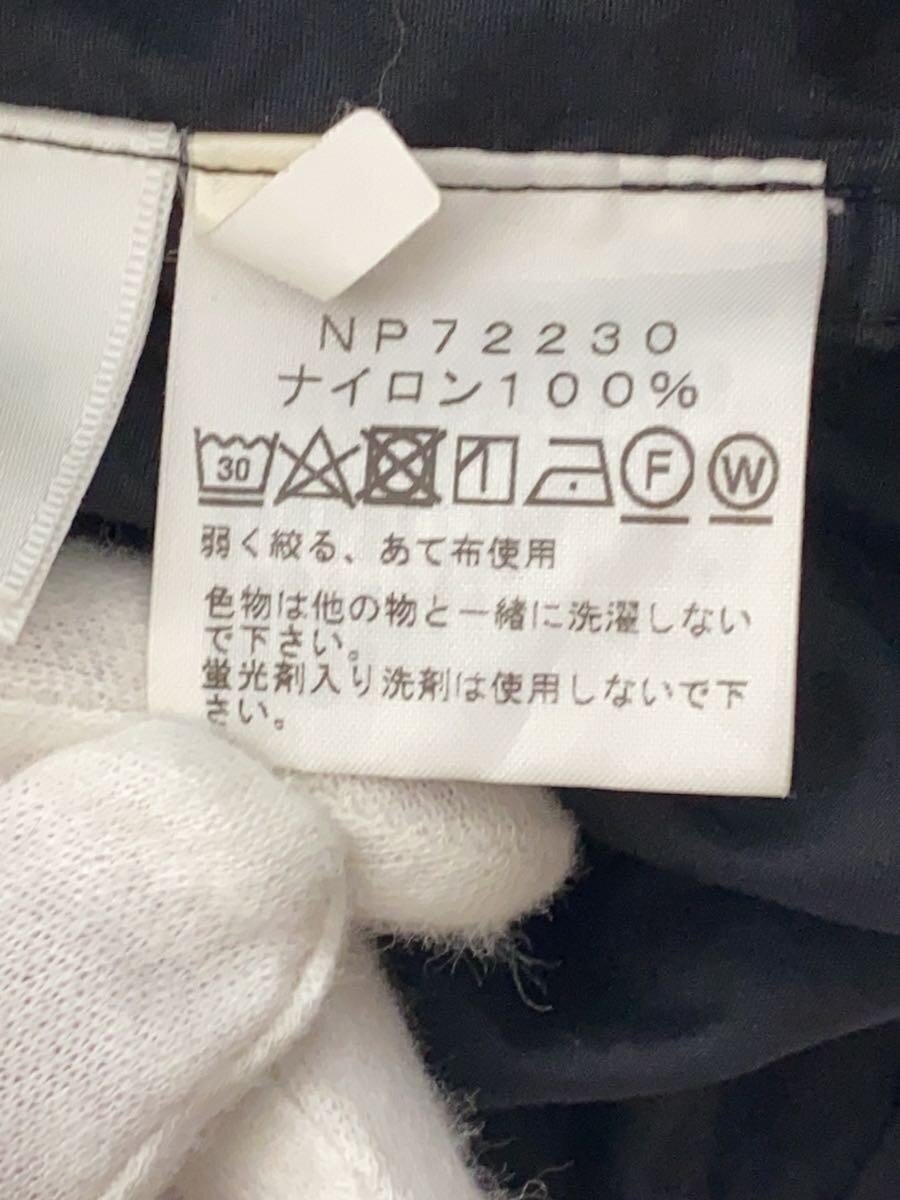 NP72230
ナイロン100%
30 F W
弱く絞る、あて布使用
色物は他の物と一緒に洗濯しない
で下さい。
蛍光剤入り洗剤は使用しないで下
さい。